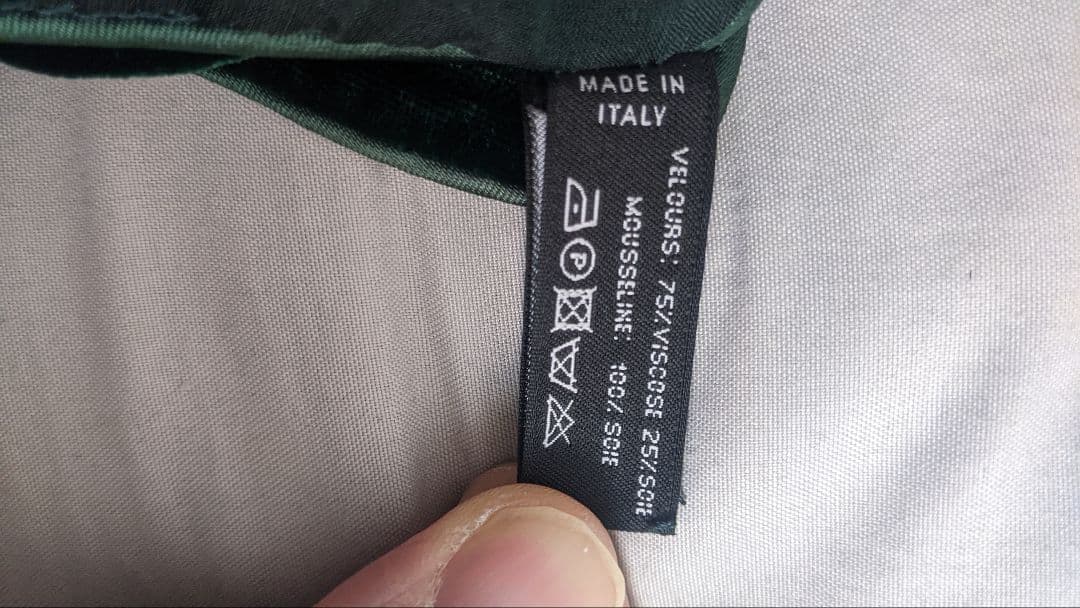 MADE IN
ITALY
VELOURS: 75%VISCOSE 25%SOIE
MOUSSELINE: 100% SOIE
P